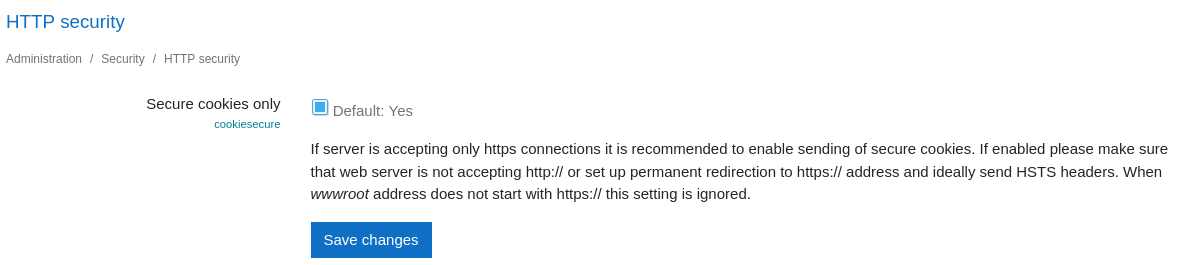 HTTP security
Administration / Security / HTTP security
Secure cookies only
cookiesecure
Default: Yes
If server is accepting only https connections it is recommended to enable sending of secure cookies. If enabled please make sure
that web server is not accepting http:// or set up permanent redirection to https:// address and ideally send HSTS headers. When
wwwroot address does not start with https:// this setting is ignored.
Save changes